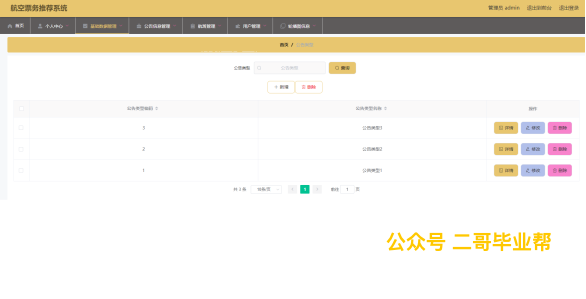 航空票务推荐系统
管理员 admin 退出到前台 退出登录
首页 个人中心 基础数据管理 公告信息管理 航班管理 用户管理 轮播图信息
首页 / 公告类型
公告类型 公告类型 查询
+ 新增 删除
公告类型编码 公告类型名称 操作
3 公告类型3 详情 修改 删除
2 公告类型2 详情 修改 删除
1 公告类型1 详情 修改 删除
共 3 条 10条/页 1 前往 1 页
公众号 二哥毕业帮